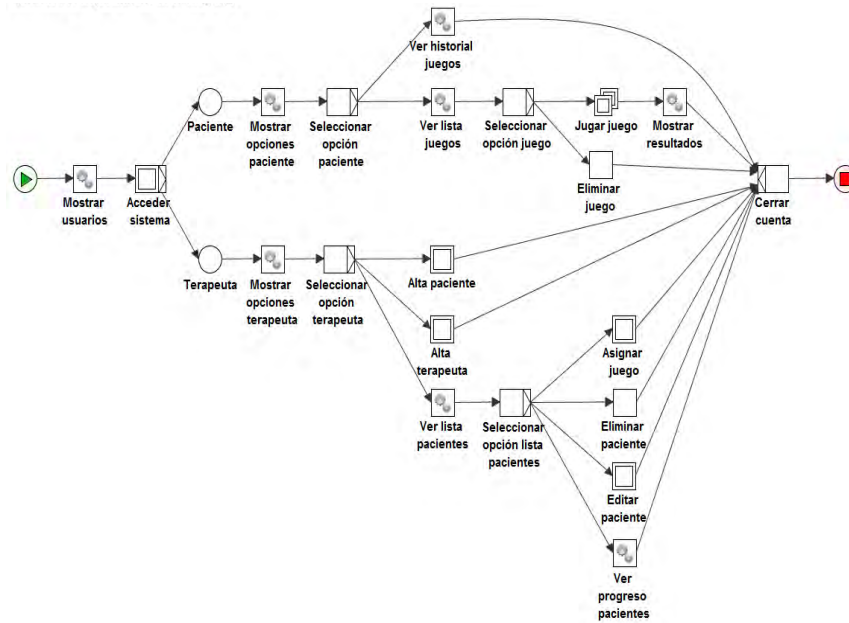 Ver historial
juegos
Paciente
Mostrar
opciones
paciente
Seleccionar
opción
paciente
Ver lista
juegos
Seleccionar
opción juego
Jugar juego
Mostrar
resultados
Eliminar
juego
Mostrar
usuarios
Acceder
sistema
Cerrar
cuenta
Terapeuta
Mostrar
opciones
terapeuta
Seleccionar
opción
terapeuta
Alta paciente
Alta
terapeuta
Asignar
juego
Ver lista
pacientes
Seleccionar
opción lista
pacientes
Eliminar
paciente
Editar
paciente
Ver
progreso
pacientes